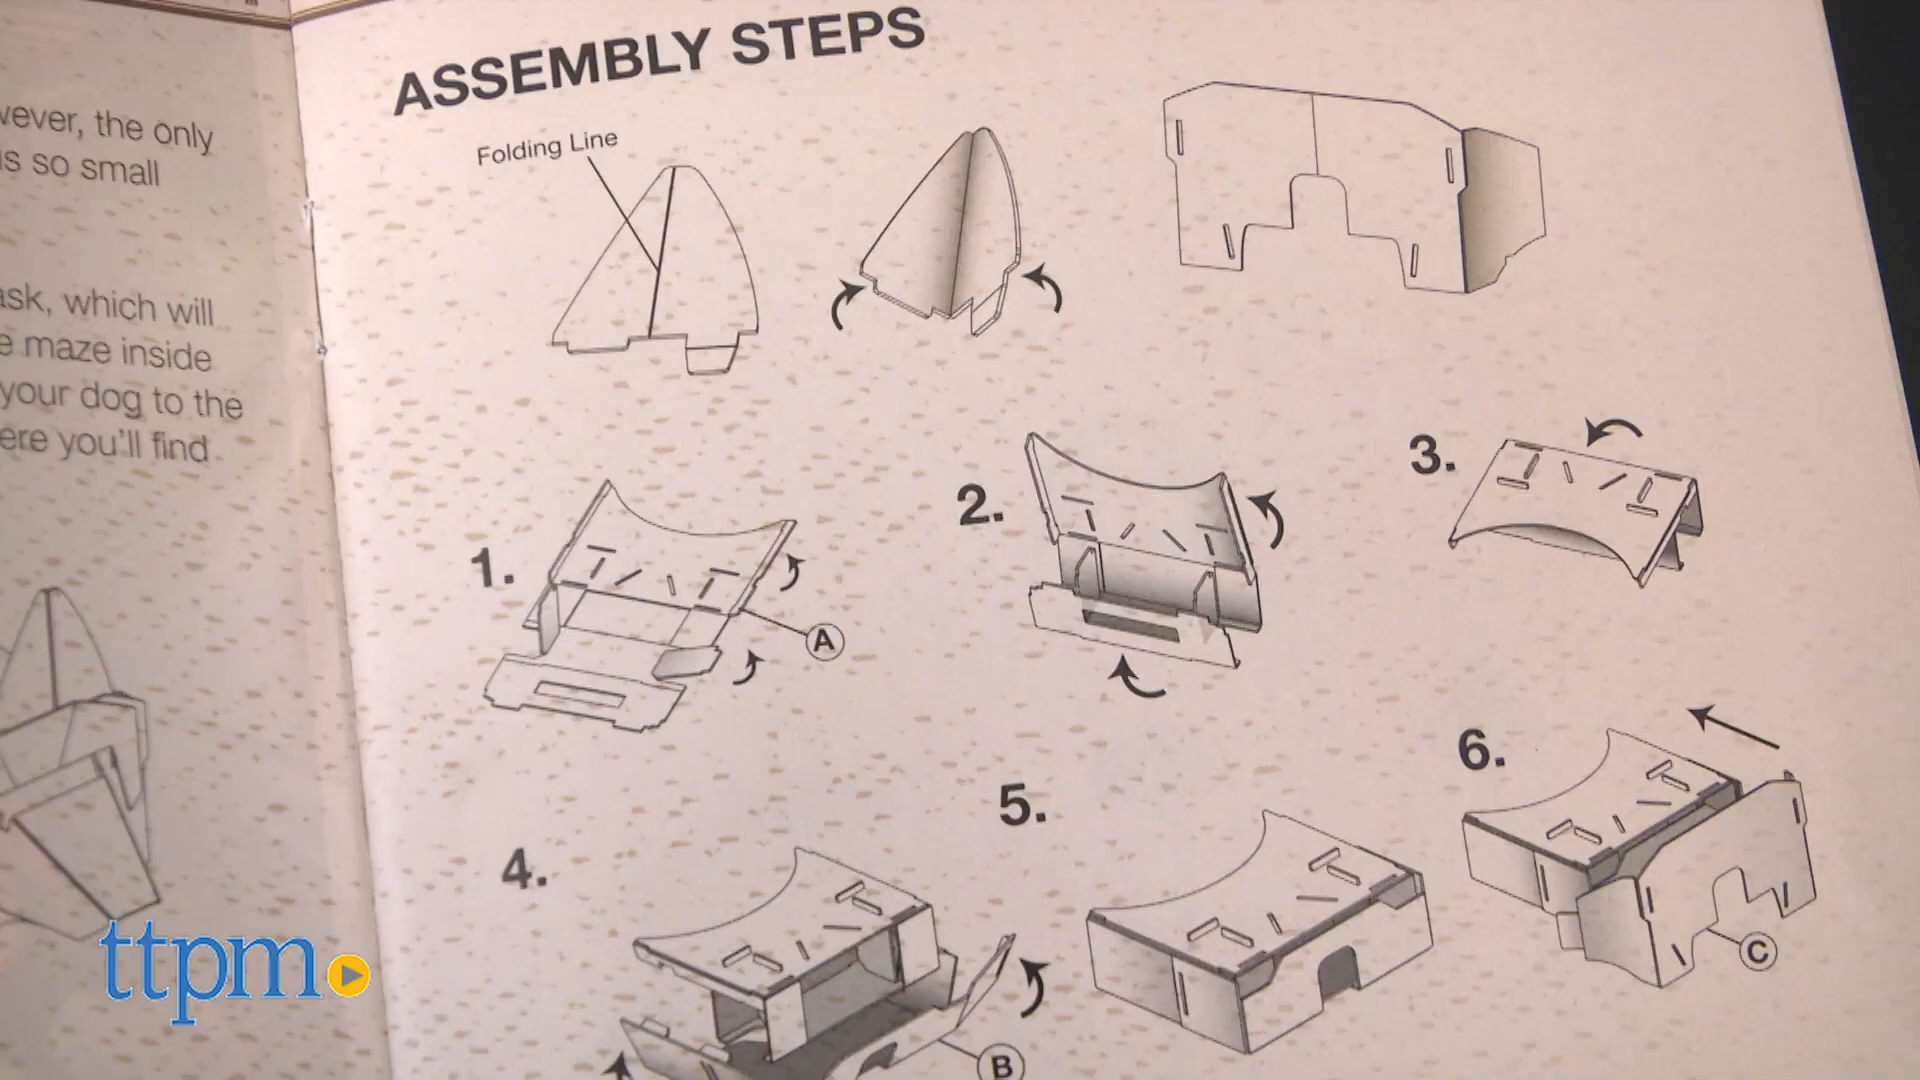 wever, the only
is so small
ask, which will
e maze inside
your dog to the
ere you'll find
ASSEMBLY STEPS
Folding Line
1.
A
2.
3.
4.
B
5.
6.
C
ttpm